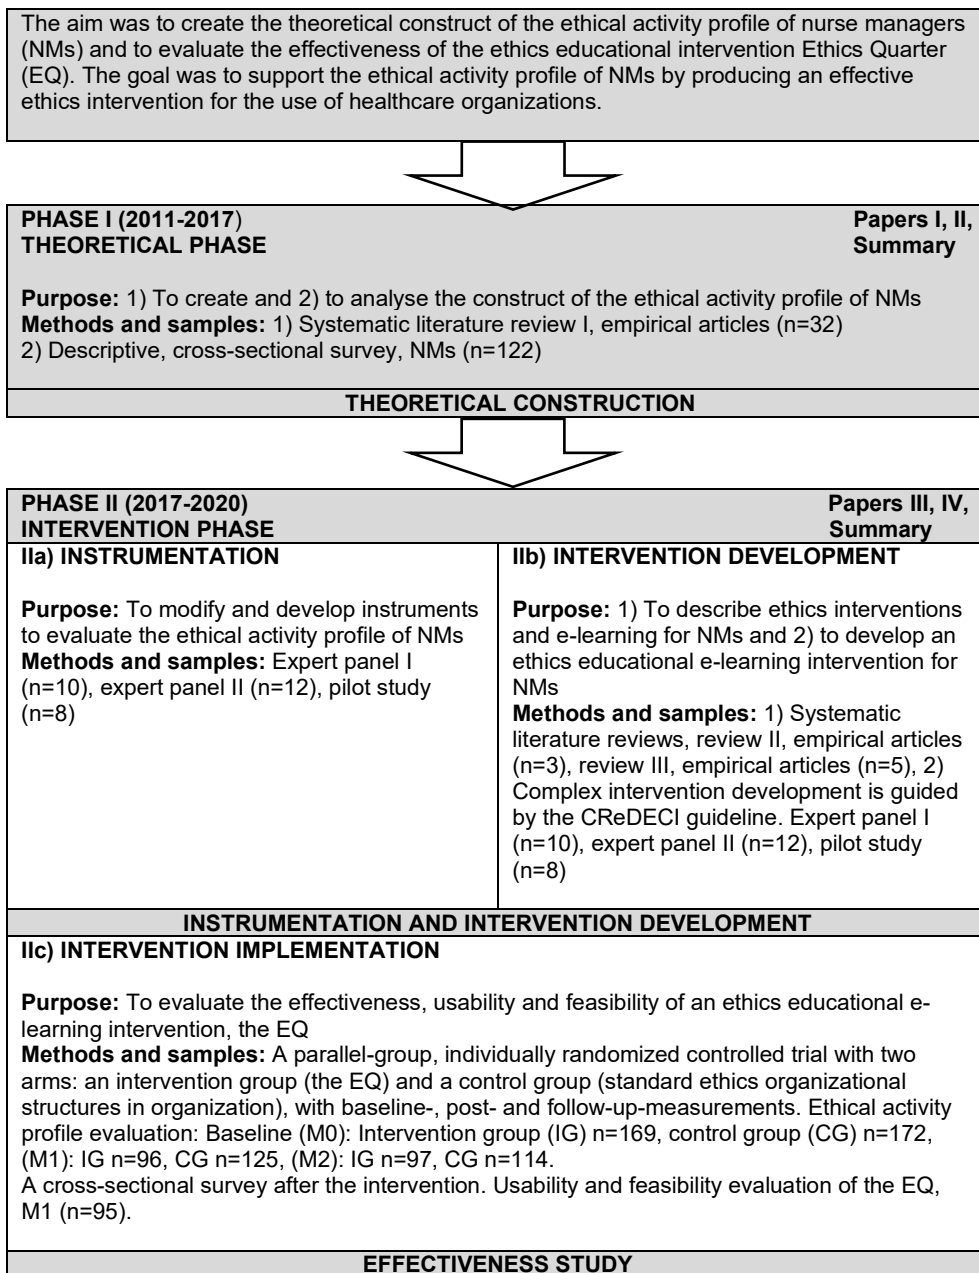 The aim was to create the theoretical construct of the ethical activity profile of nurse managers
(NMs) and to evaluate the effectiveness of the ethics educational intervention Ethics Quarter
(EQ). The goal was to support the ethical activity profile of NMs by producing an effective
ethics intervention for the use of healthcare organizations.
PHASE I (2011-2017) Papers I, II,
THEORETICAL PHASE Summary
Purpose: 1) To create and 2) to analyse the construct of the ethical activity profile of NMs
Methods and samples: 1) Systematic literature review I, empirical articles (n=32)
2) Descriptive, cross-sectional survey, NMs (n=122)
THEORETICAL CONSTRUCTION
PHASE II (2017-2020) Papers III, IV,
INTERVENTION PHASE Summary
IIa) INSTRUMENTATION
Purpose: To modify and develop instruments
to evaluate the ethical activity profile of NMs
Methods and samples: Expert panel I
(n=10), expert panel II (n=12), pilot study
(n=8)
IIb) INTERVENTION DEVELOPMENT
Purpose: 1) To describe ethics interventions
and e-learning for NMs and 2) to develop an
ethics educational e-learning intervention for
NMs
Methods and samples: 1) Systematic
literature reviews, review II, empirical articles
(n=3), review III, empirical articles (n=5), 2)
Complex intervention development is guided
by the CReDECI guideline. Expert panel I
(n=10), expert panel II (n=12), pilot study
(n=8)
INSTRUMENTATION AND INTERVENTION DEVELOPMENT
IIc) INTERVENTION IMPLEMENTATION
Purpose: To evaluate the effectiveness, usability and feasibility of an ethics educational e-
learning intervention, the EQ
Methods and samples: A parallel-group, individually randomized controlled trial with two
arms: an intervention group (the EQ) and a control group (standard ethics organizational
structures in organization), with baseline-, post- and follow-up-measurements. Ethical activity
profile evaluation: Baseline (M0): Intervention group (IG) n=169, control group (CG) n=172,
(M1): IG n=96, CG n=125, (M2): IG n=97, CG n=114.
A cross-sectional survey after the intervention. Usability and feasibility evaluation of the EQ,
M1 (n=95).
EFFECTIVENESS STUDY